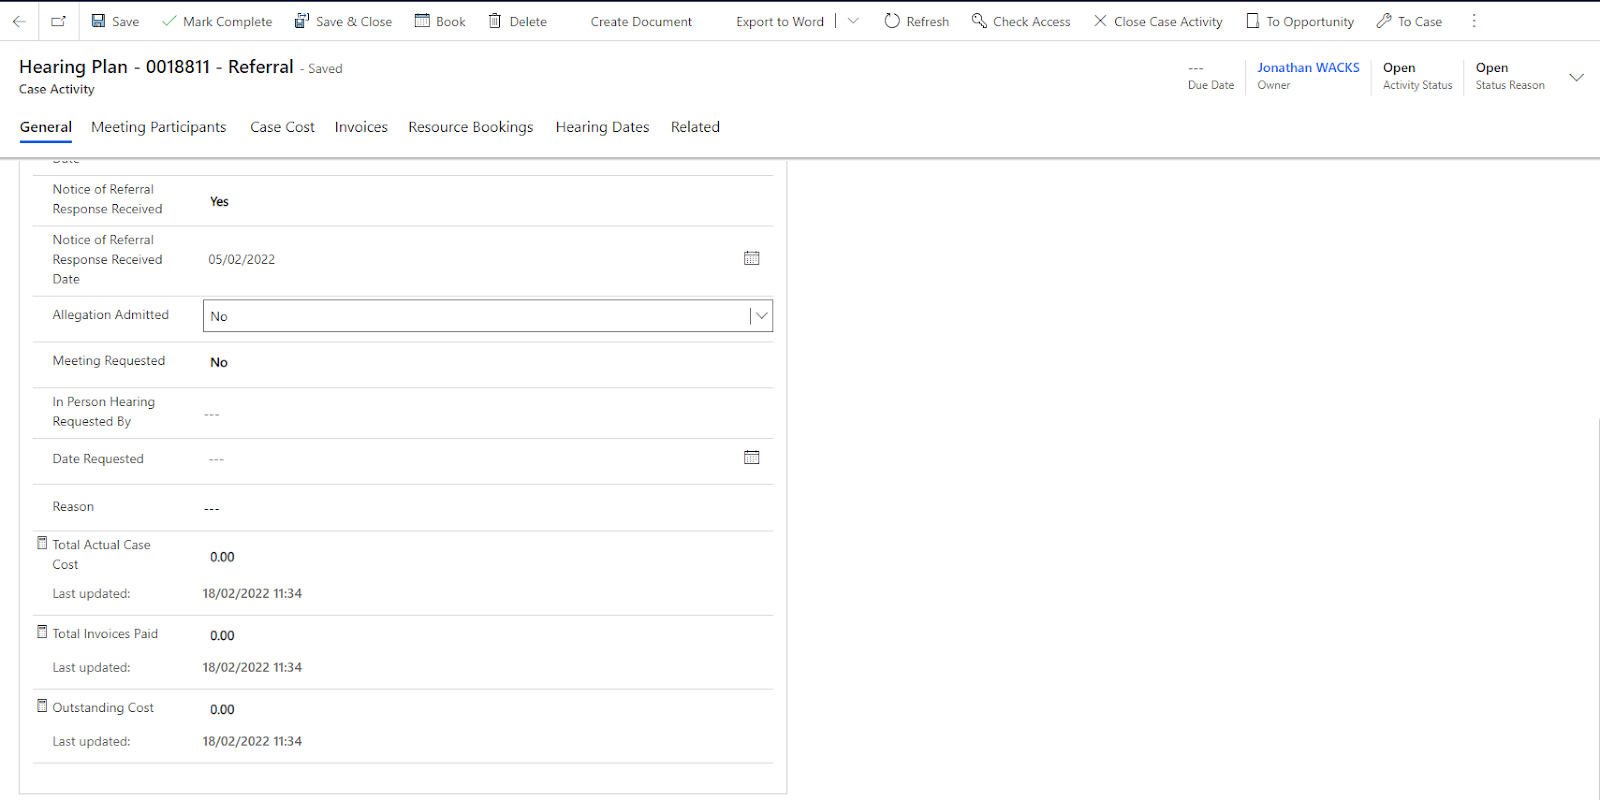 Save Mark Complete Save & Close Book Delete Create Document Export to Word Refresh Check Access Close Case Activity To Opportunity To Case
Hearing Plan - 0018811 - Referral - Saved
Case Activity
---
Due Date
Jonathan WACKS
Owner
Open
Activity Status
Open
Status Reason
General Meeting Participants Case Cost Invoices Resource Bookings Hearing Dates Related
Date
Notice of Referral
Response Received
Yes
Notice of Referral
Response Received
Date
05/02/2022
Allegation Admitted No
Meeting Requested No
In Person Hearing
Requested By
---
Date Requested ---
Reason ---
Total Actual Case
Cost
0.00
Last updated: 18/02/2022 11:34
Total Invoices Paid 0.00
Last updated: 18/02/2022 11:34
Outstanding Cost 0.00
Last updated: 18/02/2022 11:34